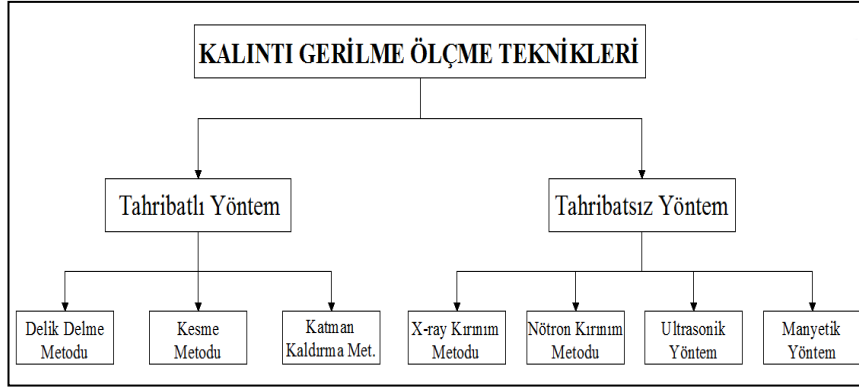 KALINTI GERİLME ÖLÇME TEKNİKLERİ
Tahribatlı Yöntem
Tahribatsız Yöntem
Delik Delme
Metodu
Kesme
Metodu
Katman
Kaldırma Met.
X-ray Kırınım
Metodu
Nötron Kırınım
Metodu
Ultrasonik
Yöntem
Manyetik
Yöntem